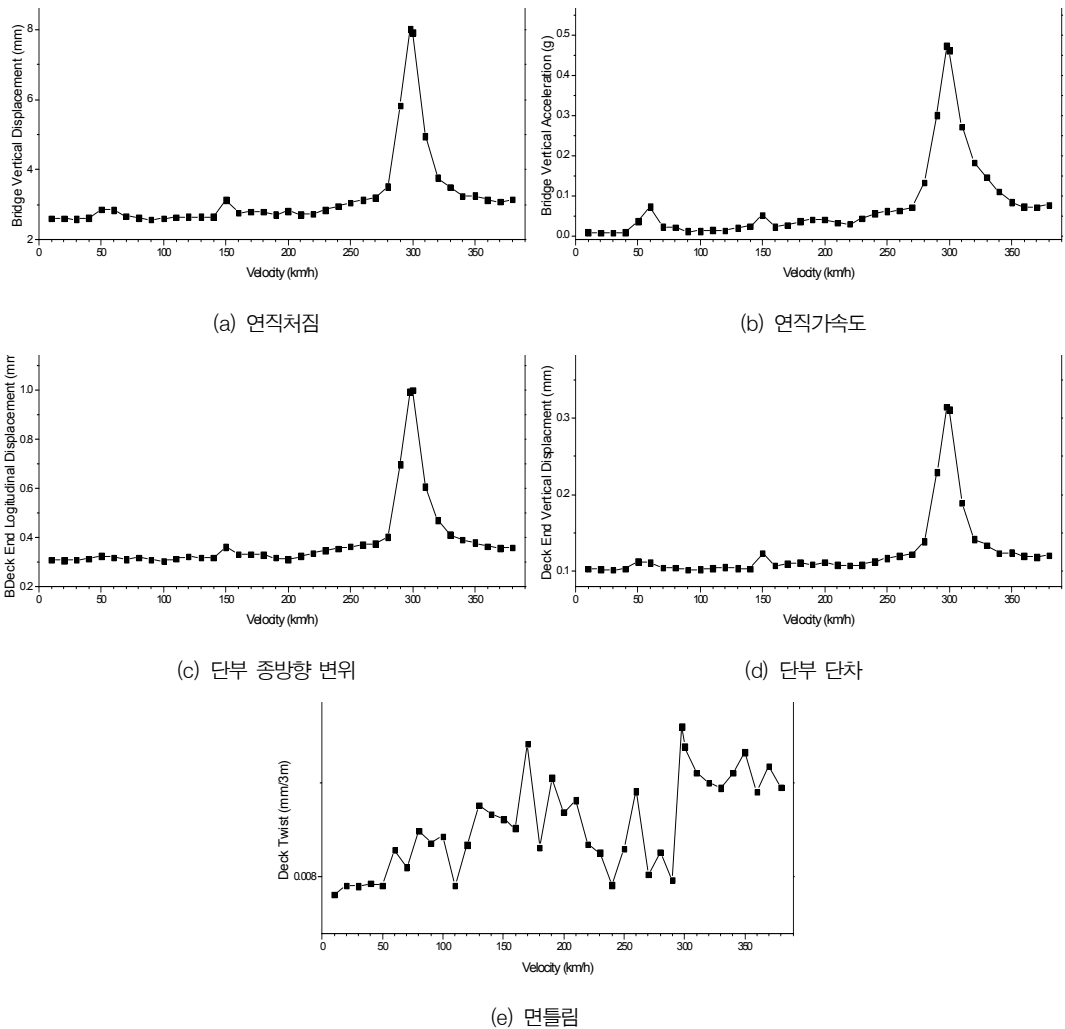 Bridge Vertical Displacement (mm)
8
6
4
2
0 50 100 150 200 250 300 350
Velocity (km/h)
(a) 연직처짐
Bridge Vertical Acceleration (g)
0.5
0.4
0.3
0.2
0.1
0.0
0 50 100 150 200 250 300 350
Velocity (km/h)
(b) 연직가속도
BDeck End Logitudinal Displacement (mm
1.0
0.8
0.6
0.4
0.2
0 50 100 150 200 250 300 350
Velocity (km/h)
(c) 단부 종방향 변위
Deck End Vertical Displacment (mm)
0.3
0.2
0.1
0 50 100 150 200 250 300 350
Velocity (km/h)
(d) 단부 단차
Deck Twist (mm/3m)
0.008
0 50 100 150 200 250 300 350
Velocity (km/h)
(e) 면틀림